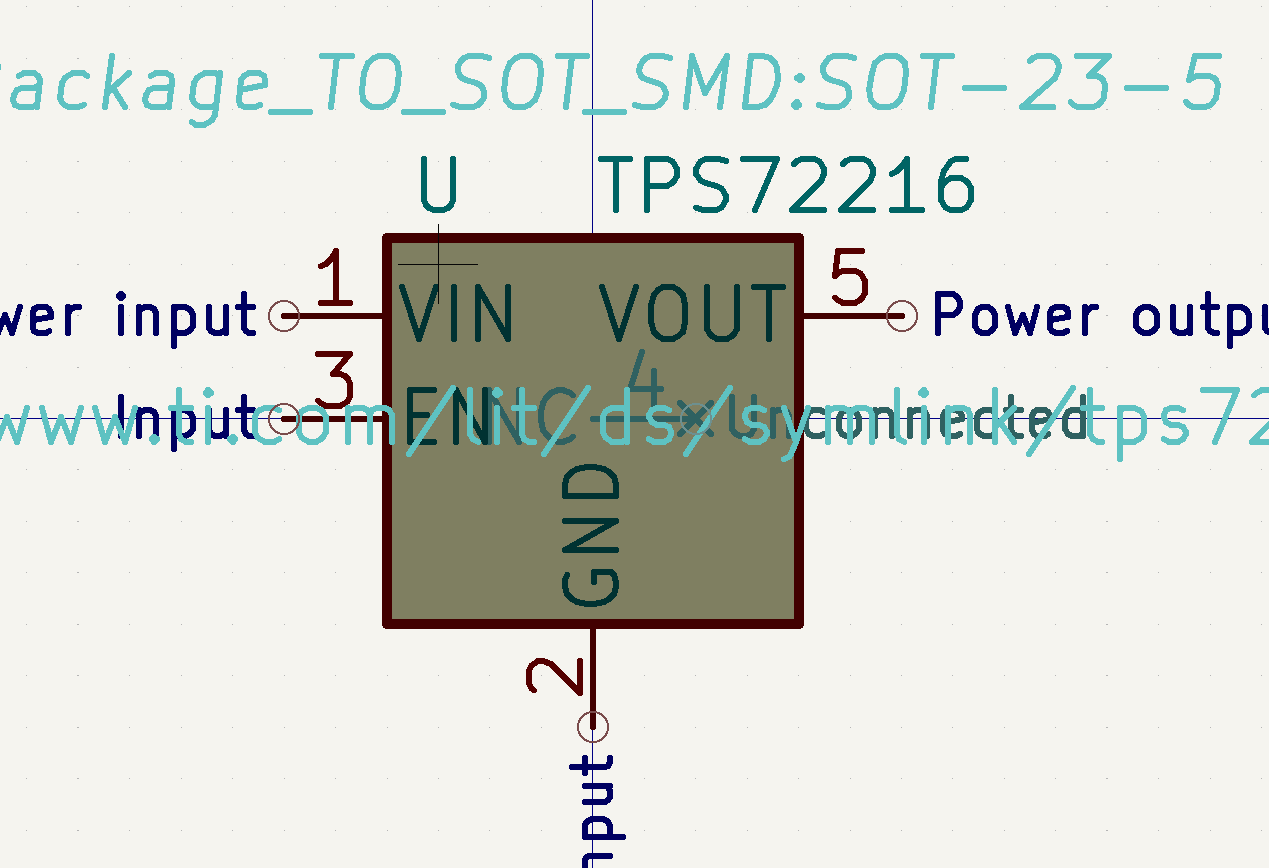 Package_TO_SOT_SMD:SOT-23-5
U TPS72216
1 5
wer input VIN VOUT Power outpu
3 4
Input EN NC Unconnected
www.ti.com/lit/ds/symlink/tps72
GND
2
nput